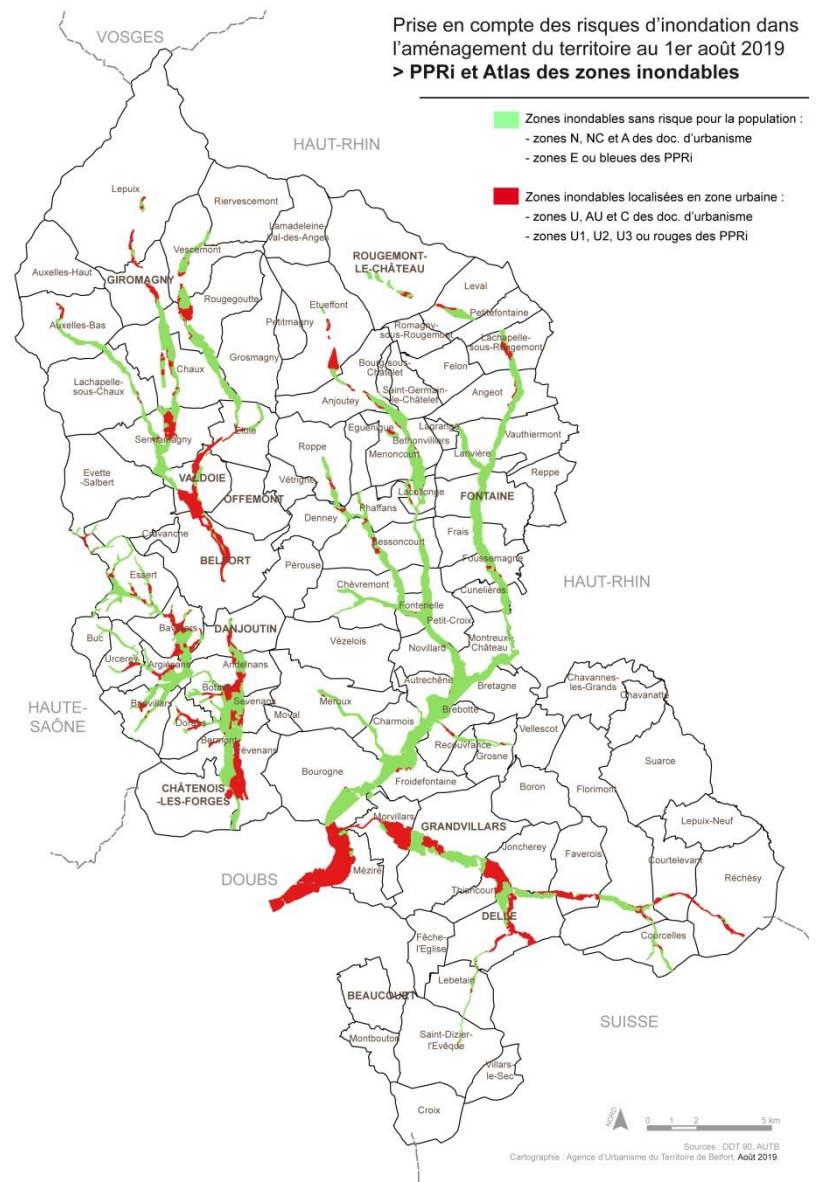 Prise en compte des risques d'inondation dans
l'aménagement du territoire au 1er août 2019
> PPRi et Atlas des zones inondables
Zones inondables sans risque pour la population :
- zones N, NC et A des doc. d'urbanisme
- zones E ou bleues des PPRi
Zones inondables localisées en zone urbaine :
- zones U, AU et C des doc. d'urbanisme
- zones U1, U2, U3 ou rouges des PPRi
VOSGES
HAUT-RHIN
Lepuix
Riervescemont
Lamadeleine-
Val-des-Anges
Vescemont
ROUGEMONT-
LE-CHÂTEAU
Auxelles-Haut
GIROMAGNY
Leval
Rougegoutte
Etueffont
Petitefontaine
Auxelles-Bas
Petitmagny
Romagny-
sous-Rougemont
Lachapelle-
sous-Rougemont
Chaux
Grosmagny
Bourg-sous-
Châtelet
Felon
Lachapelle-
sous-Chaux
Anjoutey
Saint-Germain-
le-Châtelet
Angeot
Sermamagny
Eloie
Eguenigue
Bethonvilliers
Lagrange
Vauthiermont
Roppe
Menoncourt
Larivière
Evette
-Salbert
VALDOIE
Vétrigne
Reppe
OFFEMONT
Lacollonge
FONTAINE
Phaffans
Denney
Cravanche
Bessoncourt
Frais
BELFORT
Pérouse
Foussemagne
HAUT-RHIN
Essert
Chèvremont
Cunelières
Fontenelle
Petit-Croix
DANJOUTIN
Bavilliers
Buc
Vézelois
Novillard
Montreux-
Château
Urcerey
Argiésans
Andelnans
Autrechêne
Bretagne
Chavannes-
les-Grands
Chavanatte
HAUTE-
SAÔNE
Botans
Banvillars
Sevenans
Meroux
Moval
Brebotte
Dorans
Charmois
Vellescot
Bermont
Trévenans
Recouvrance
Grosne
Suarce
Bourogne
Froidefontaine
Boron
Florimont
CHÂTENOIS
-LES-FORGES
Morvillars
GRANDVILLARS
Lepuix-Neuf
Joncherey
Faverois
Courtelevant
Réchésy
DOUBS
Méziré
Thiancourt
DELLE
Courcelles
Fêche-
l'Eglise
Lebetain
BEAUCOURT
SUISSE
Saint-Dizier-
l'Evêque
Montbouton
Villars-
le-Sec
Croix
NORD
0 1 2 5 km
Sources : DDT 90, AUTB
Cartographie : Agence d'Urbanisme du Territoire de Belfort, Août 2019.